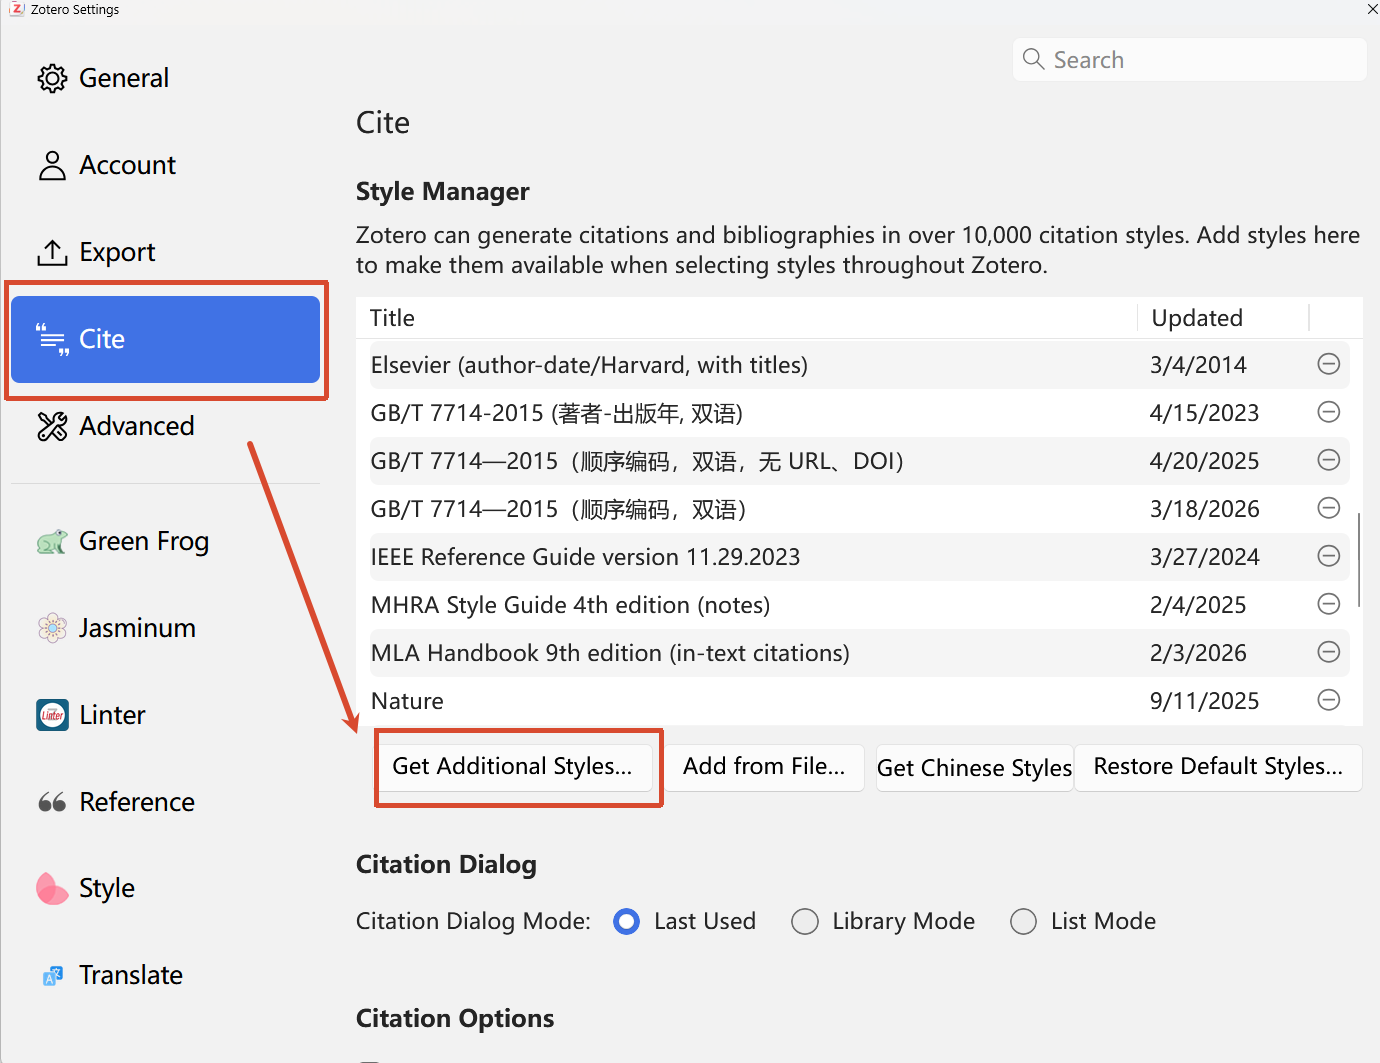 Zotero Settings
Search
General
Account
Export
Cite
Advanced
Green Frog
Jasminum
Linter
Reference
Style
Translate
Cite
Style Manager
Zotero can generate citations and bibliographies in over 10,000 citation styles. Add styles here
to make them available when selecting styles throughout Zotero.
Title Updated
Elsevier (author-date/Harvard, with titles) 3/4/2014
GB/T 7714-2015 (著者-出版年, 双语) 4/15/2023
GB/T 7714—2015（顺序编码，双语，无 URL、DOI） 4/20/2025
GB/T 7714—2015（顺序编码，双语） 3/18/2026
IEEE Reference Guide version 11.29.2023 3/27/2024
MHRA Style Guide 4th edition (notes) 2/4/2025
MLA Handbook 9th edition (in-text citations) 2/3/2026
Nature 9/11/2025
Get Additional Styles... Add from File... Get Chinese Styles Restore Default Styles...
Citation Dialog
Citation Dialog Mode: Last Used Library Mode List Mode
Citation Options